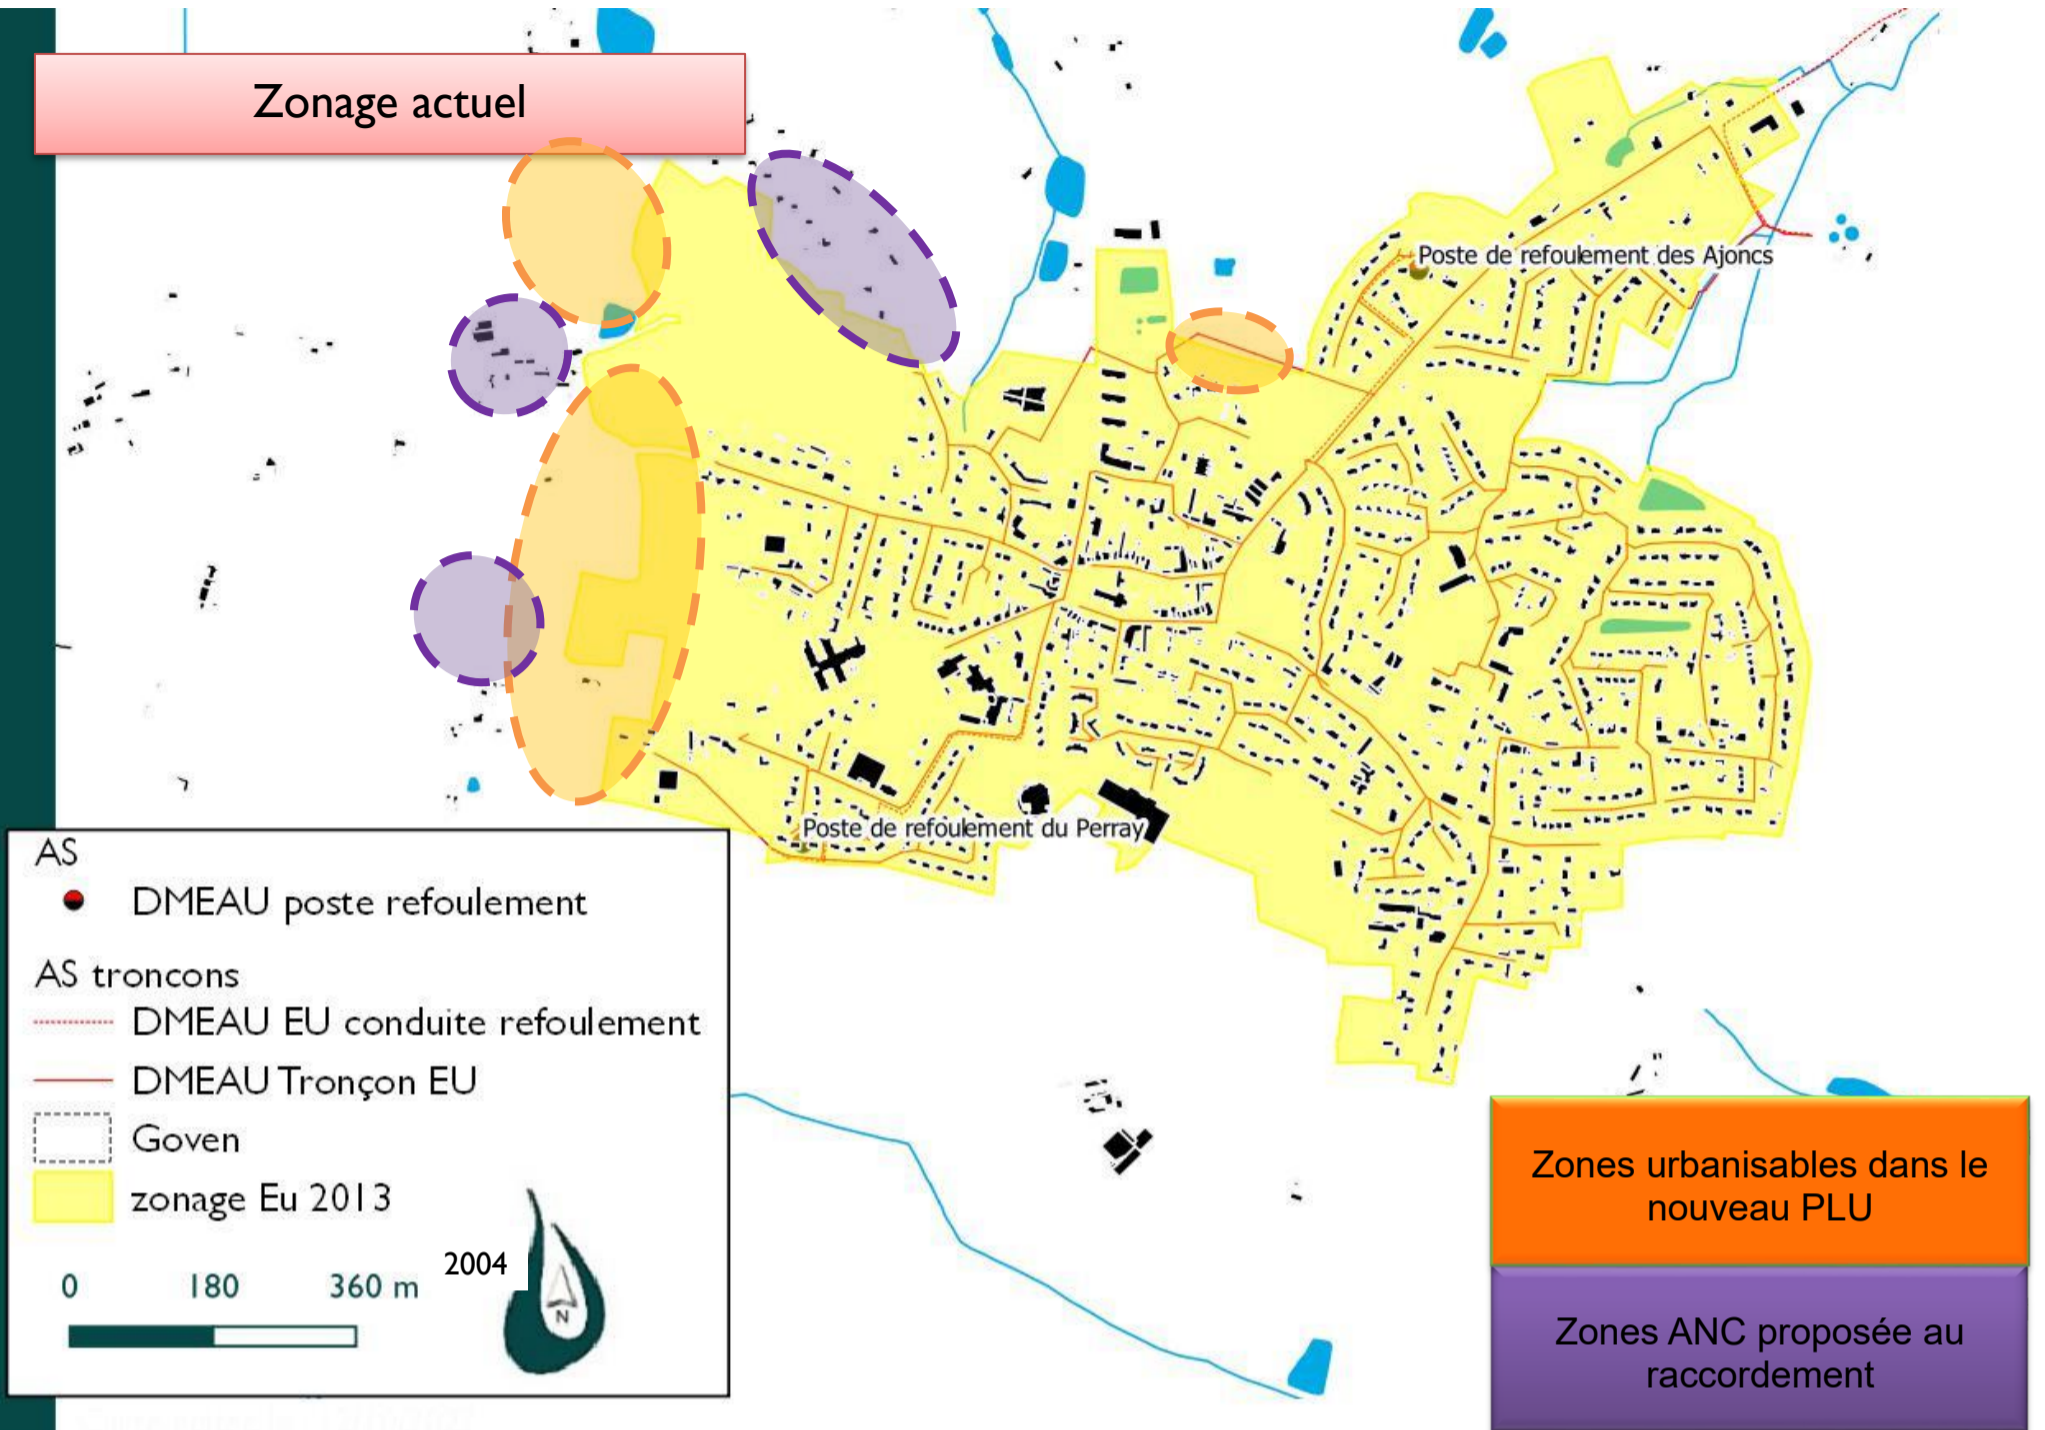 Zonage actuel
Poste de refoulement des Ajoncs
Poste de refoulement du Perray
AS
DMEAU poste refoulement
AS troncons
DMEAU EU conduite refoulement
DMEAU Tronçon EU
Goven
zonage Eu 2013
2004
0 180 360 m
N
Zones urbanisables dans le
nouveau PLU
Zones ANC proposée au
raccordement